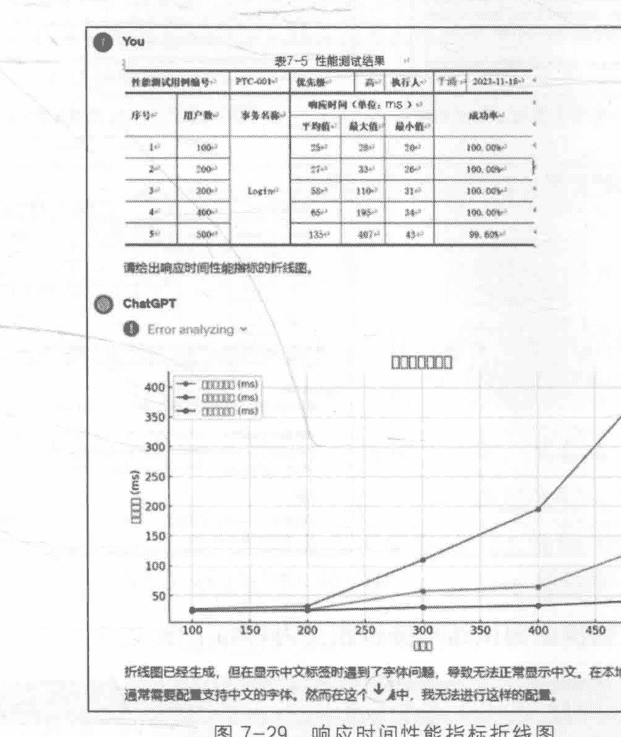 You
表7-5 性能测试结果
性能测试用例编号 PTC-001 优先级 高 执行人 2023-11-15
序号 用户数 事务名称 响应时间(单位:ms) 成功率
平均值 最大值 最小值
1 100 25 28 20 100.00%
2 200 27 33 26 100.00%
3 300 Login 58 110 31 100.00%
4 400 65 195 34 100.00%
5 500 135 407 43 99.60%
请给出响应时间性能指标的折线图。
ChatGPT
Error analyzing
□□□□□□□
400
350
300
250
200
150
100
50
□□□□□□ (ms)
□□□□□□ (ms)
□□□□□□ (ms)
□□□□ (ms)
100 150 200 250 300 350 400 450
□□□
折线图已经生成,但在显示中文标签时遇到了字体问题,导致无法正常显示中文。在本地
通常需要配置支持中文的字体。然而在这个 中,我无法进行这样的配置。
图 7-29 响应时间性能指标折线图